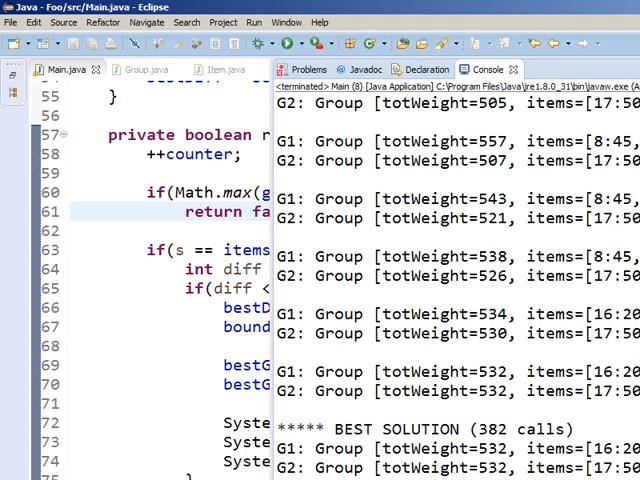 Java - Foo/src/Main.java - Eclipse
File Edit Source Refactor Navigate Search Project Run Window Help
Main.java Group.java Item.java
Problems @ Javadoc Declaration Console
<terminated> Main (8) [Java Application] C:\Program Files\Java\jre1.8.0_31\bin\javaw.exe (A
55 }
57 private boolean r
58 ++counter;
59
60 if(Math.max(g
61 return fa
62
63 if(s == items
64 int diff
65 if(diff <
66 bestD
67 bound
68
69 bestG
70 bestG
71
72 Syste
73 Syste
74 Syste
75 }
G2: Group [totWeight=505, items=[17:50
G1: Group [totWeight=557, items=[8:45,
G2: Group [totWeight=507, items=[17:50
G1: Group [totWeight=543, items=[8:45,
G2: Group [totWeight=521, items=[17:50
G1: Group [totWeight=538, items=[8:45,
G2: Group [totWeight=526, items=[17:50
G1: Group [totWeight=534, items=[16:20
G2: Group [totWeight=530, items=[17:50
G1: Group [totWeight=532, items=[16:20
G2: Group [totWeight=532, items=[17:50
***** BEST SOLUTION (382 calls)
G1: Group [totWeight=532, items=[16:20
G2: Group [totWeight=532, items=[17:50